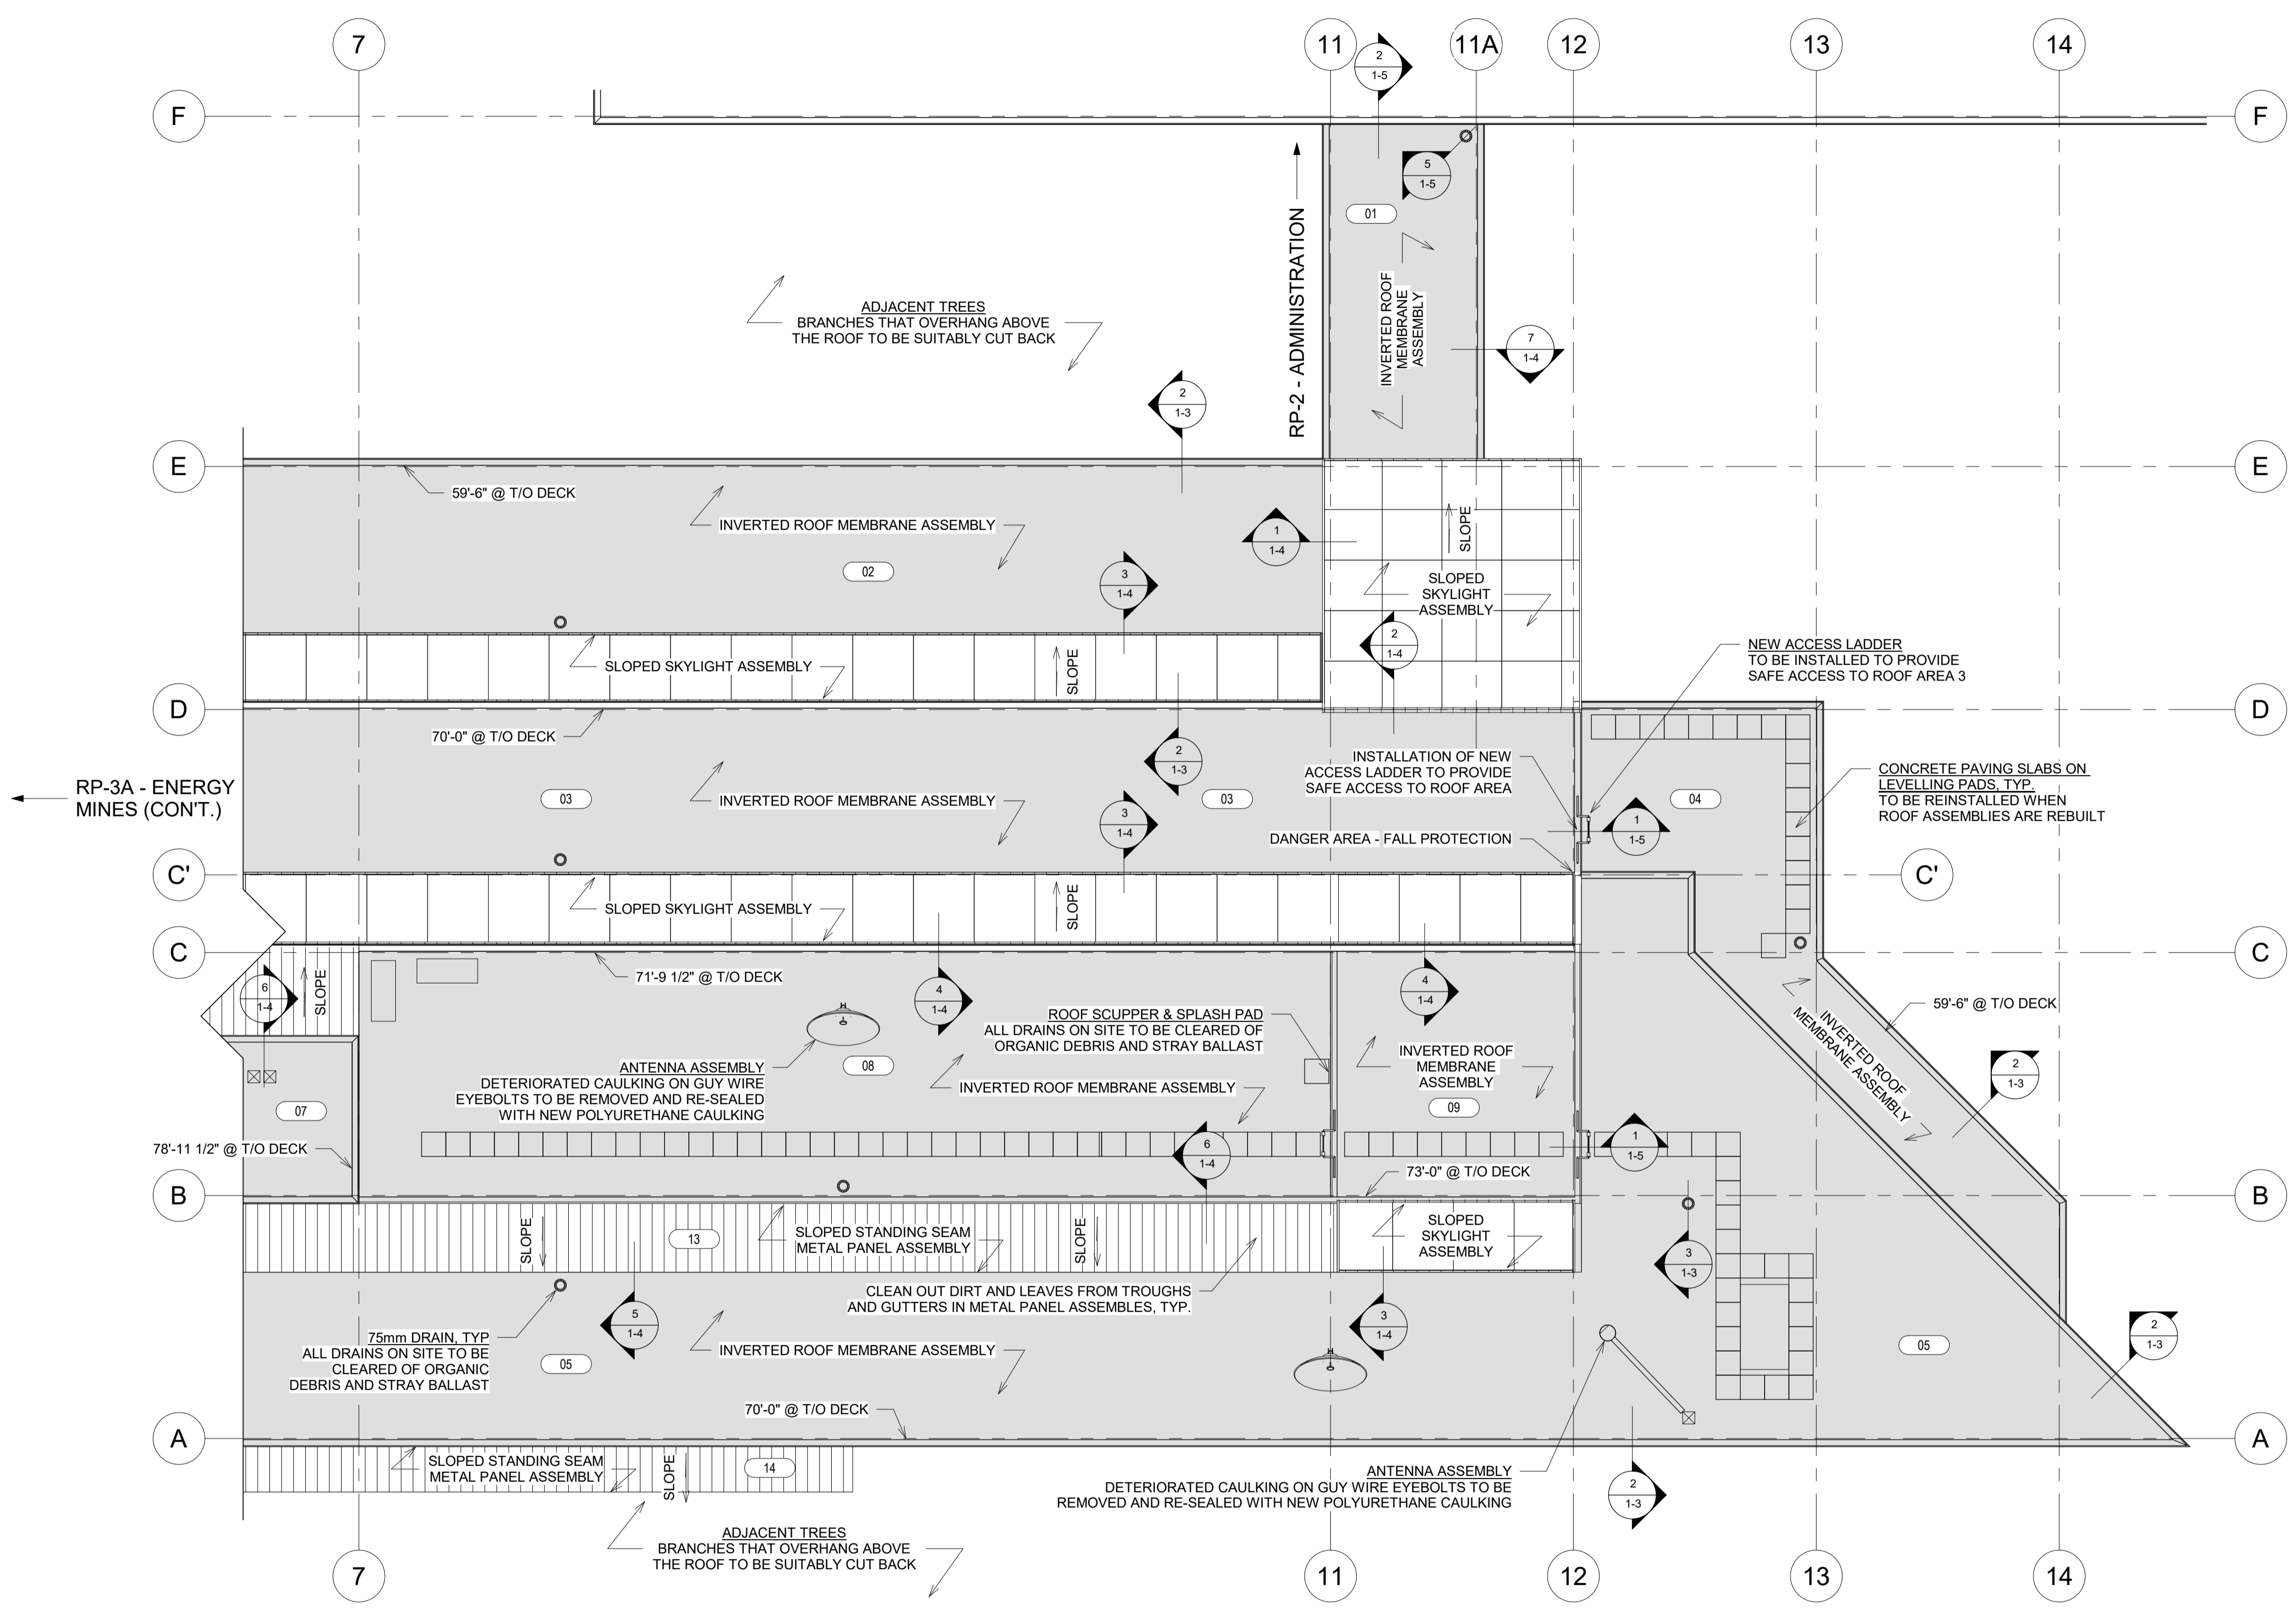 7
11
11A
12
13
14
2
1-5
F
F
5
1-5
01
RP-2 - ADMINISTRATION
INVERTED ROOF
MEMBRANE
ASSEMBLY
ADJACENT TREES
BRANCHES THAT OVERHANG ABOVE
THE ROOF TO BE SUITABLY CUT BACK
7
1-4
2
1-3
E
E
59'-6" @ T/O DECK
INVERTED ROOF MEMBRANE ASSEMBLY
02
1
1-4
SLOPE
3
1-4
SLOPED
SKYLIGHT
ASSEMBLY
2
1-4
SLOPED SKYLIGHT ASSEMBLY
SLOPE
NEW ACCESS LADDER
TO BE INSTALLED TO PROVIDE
SAFE ACCESS TO ROOF AREA 3
D
D
70'-0" @ T/O DECK
2
1-3
INSTALLATION OF NEW
ACCESS LADDER TO PROVIDE
SAFE ACCESS TO ROOF AREA
RP-3A - ENERGY
MINES (CON'T.)
03
INVERTED ROOF MEMBRANE ASSEMBLY
03
04
CONCRETE PAVING SLABS ON
LEVELLING PADS, TYP.
TO BE REINSTALLED WHEN
ROOF ASSEMBLIES ARE REBUILT
3
1-4
DANGER AREA - FALL PROTECTION
1
1-5
C'
C'
SLOPED SKYLIGHT ASSEMBLY
SLOPE
C
C
71'-9 1/2" @ T/O DECK
6
1-4
SLOPE
4
1-4
4
1-4
59'-6" @ T/O DECK
ROOF SCUPPER & SPLASH PAD
ALL DRAINS ON SITE TO BE CLEARED OF
ORGANIC DEBRIS AND STRAY BALLAST
INVERTED ROOF
MEMBRANE ASSEMBLY
ANTENNA ASSEMBLY
DETERIORATED CAULKING ON GUY WIRE
EYEBOLTS TO BE REMOVED AND RE-SEALED
WITH NEW POLYURETHANE CAULKING
08
INVERTED ROOF MEMBRANE ASSEMBLY
INVERTED ROOF
MEMBRANE
ASSEMBLY
09
2
1-3
07
78'-11 1/2" @ T/O DECK
6
1-4
1
1-5
73'-0" @ T/O DECK
B
B
SLOPE
13
SLOPED STANDING SEAM
METAL PANEL ASSEMBLY
SLOPE
SLOPED
SKYLIGHT
ASSEMBLY
3
1-3
CLEAN OUT DIRT AND LEAVES FROM TROUGHS
AND GUTTERS IN METAL PANEL ASSEMBLES, TYP.
75mm DRAIN, TYP
ALL DRAINS ON SITE TO BE
CLEARED OF ORGANIC
DEBRIS AND STRAY BALLAST
5
1-4
05
INVERTED ROOF MEMBRANE ASSEMBLY
3
1-4
05
2
1-3
70'-0" @ T/O DECK
A
A
SLOPED STANDING SEAM
METAL PANEL ASSEMBLY
SLOPE
14
ANTENNA ASSEMBLY
DETERIORATED CAULKING ON GUY WIRE EYEBOLTS TO BE
REMOVED AND RE-SEALED WITH NEW POLYURETHANE CAULKING
2
1-3
ADJACENT TREES
BRANCHES THAT OVERHANG ABOVE
THE ROOF TO BE SUITABLY CUT BACK
7
11
12
13
14